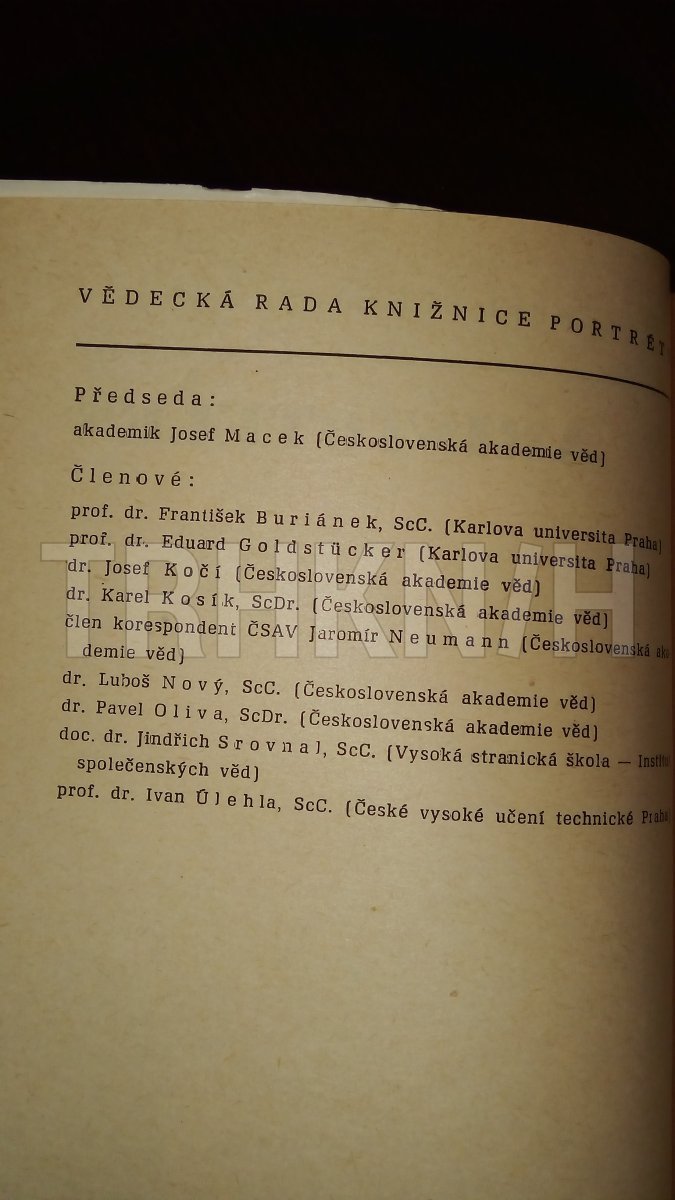 VĚDECKÁ RADA KNIŽNICE PORTRÉT
Předseda:
akademik Josef Macek (Československá akademie věd)
Členové:
prof. dr. František Buriánek, ScC. (Karlova universita Praha)
prof. dr. Eduard Goldstücker (Karlova universita Praha)
dr. Josef Kočí (Československá akademie věd)
dr. Karel Kosík, ScDr. (Československá akademie věd)
člen korespondent ČSAV Jaromír Neumann (Československá aka
demie věd)
dr. Luboš Nový, ScC. (Československá akademie věd)
dr. Pavel Oliva, ScDr. (Československá akademie věd)
doc. dr. Jindřich Srovnal, ScC. (Vysoká stranická škola — Institu
společenských věd)
prof. dr. Ivan Úlehla, ScC. (České vysoké učení technické Praha)